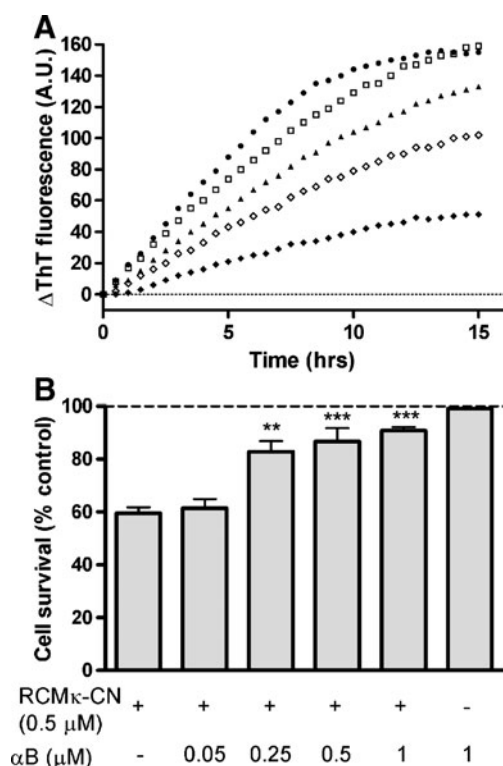 A
160
140
120
100
80
60
40
20
0
ΔThT fluorescence (A.U.)
0 5 10 15
Time (hrs)
B
100
80
60
40
20
0
Cell survival (% control)
** *** ***
RCMκ-CN (0.5 μM) + + + + + -
αB (μM) - 0.05 0.25 0.5 1 1